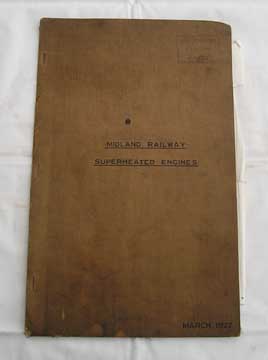 MIDLAND RAILWAY
SUPERHEATED ENGINES
MARCH 1927